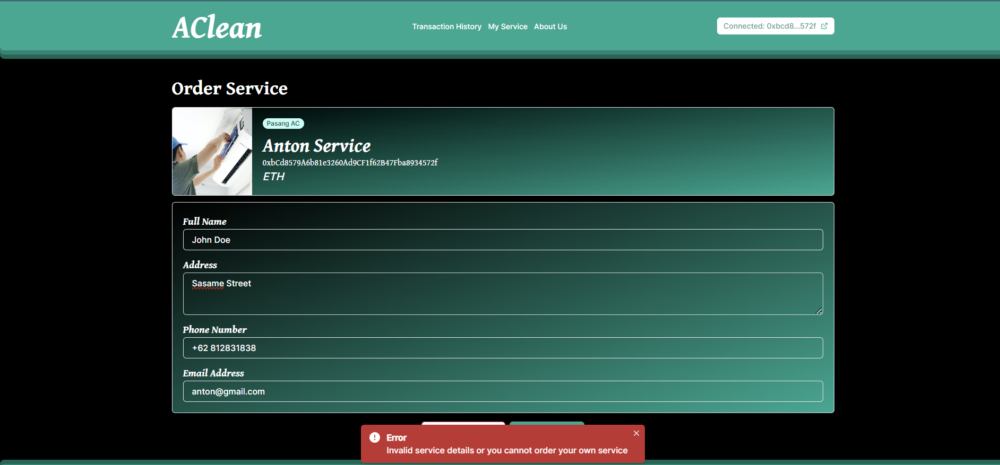 AClean
Transaction History My Service About Us
Connected: 0xbcd8...572f
Order Service
Pasang AC
Anton Service
0xbCd8579A6b81e3260Ad9CF1f62B47Fba8934572f
ETH
Full Name
John Doe
Address
Sasame Street
Phone Number
+62 812831838
Email Address
anton@gmail.com
Error
Invalid service details or you cannot order your own service